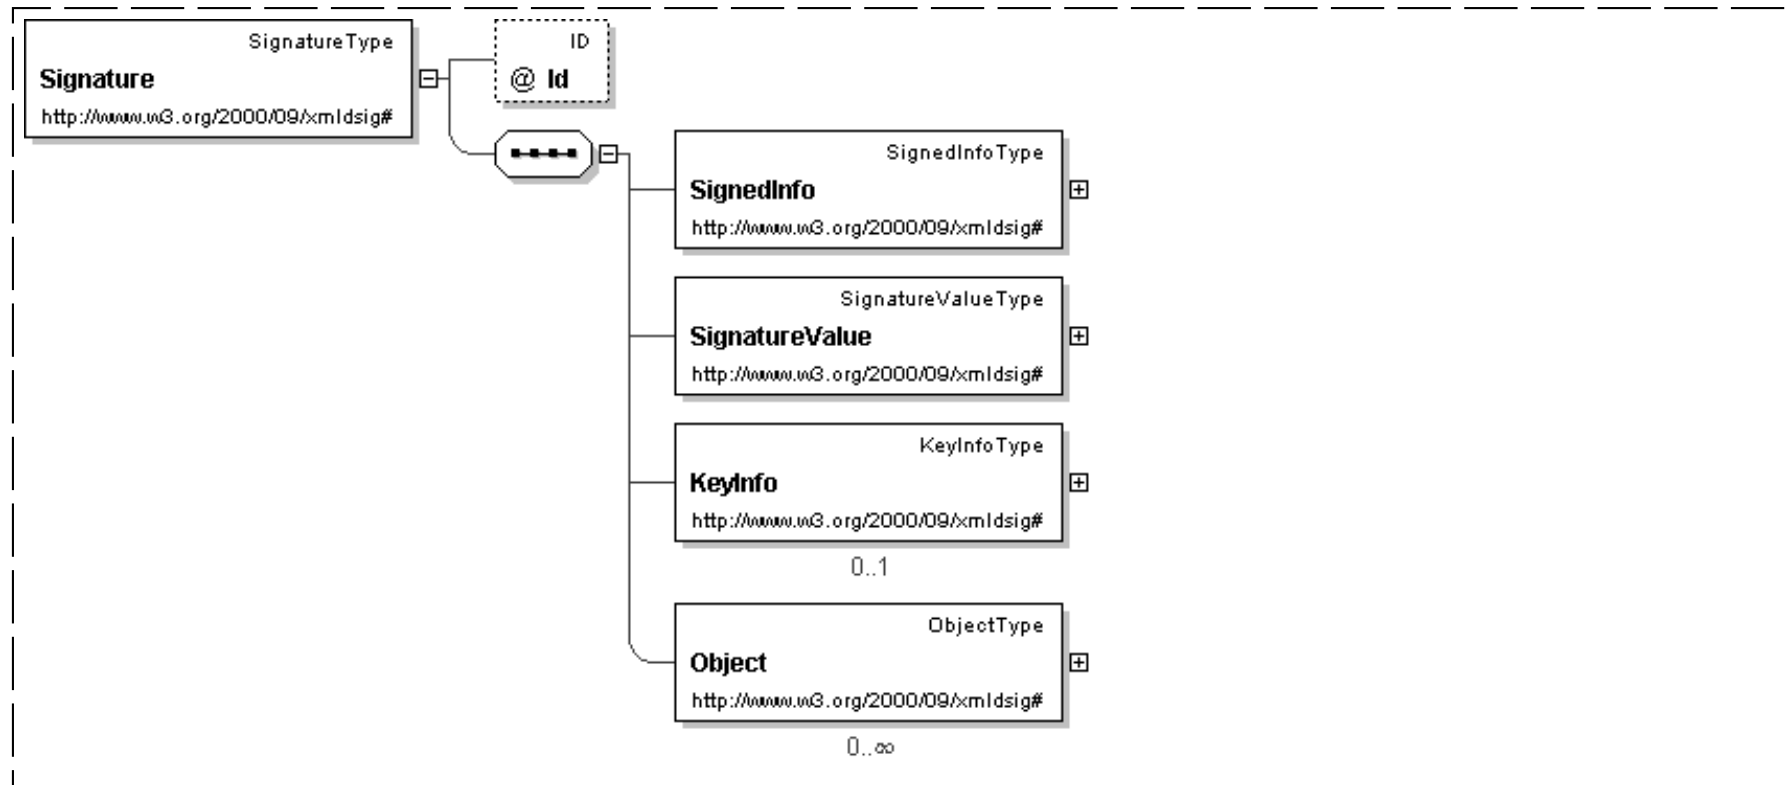 SignatureType
Signature
http://www.w3.org/2000/09/xmldsig#
ID
@ Id
SignedInfoType
SignedInfo
http://www.w3.org/2000/09/xmldsig#
SignatureValueType
SignatureValue
http://www.w3.org/2000/09/xmldsig#
KeyInfoType
KeyInfo
http://www.w3.org/2000/09/xmldsig#
0..1
ObjectType
Object
http://www.w3.org/2000/09/xmldsig#
0..∞